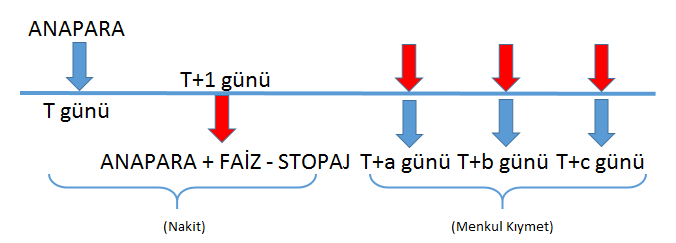 ANAPARA
T+1 günü
T günü
ANAPARA + FAİZ - STOPAJ T+a günü T+b günü T+c günü
(Nakit) (Menkul Kıymet)